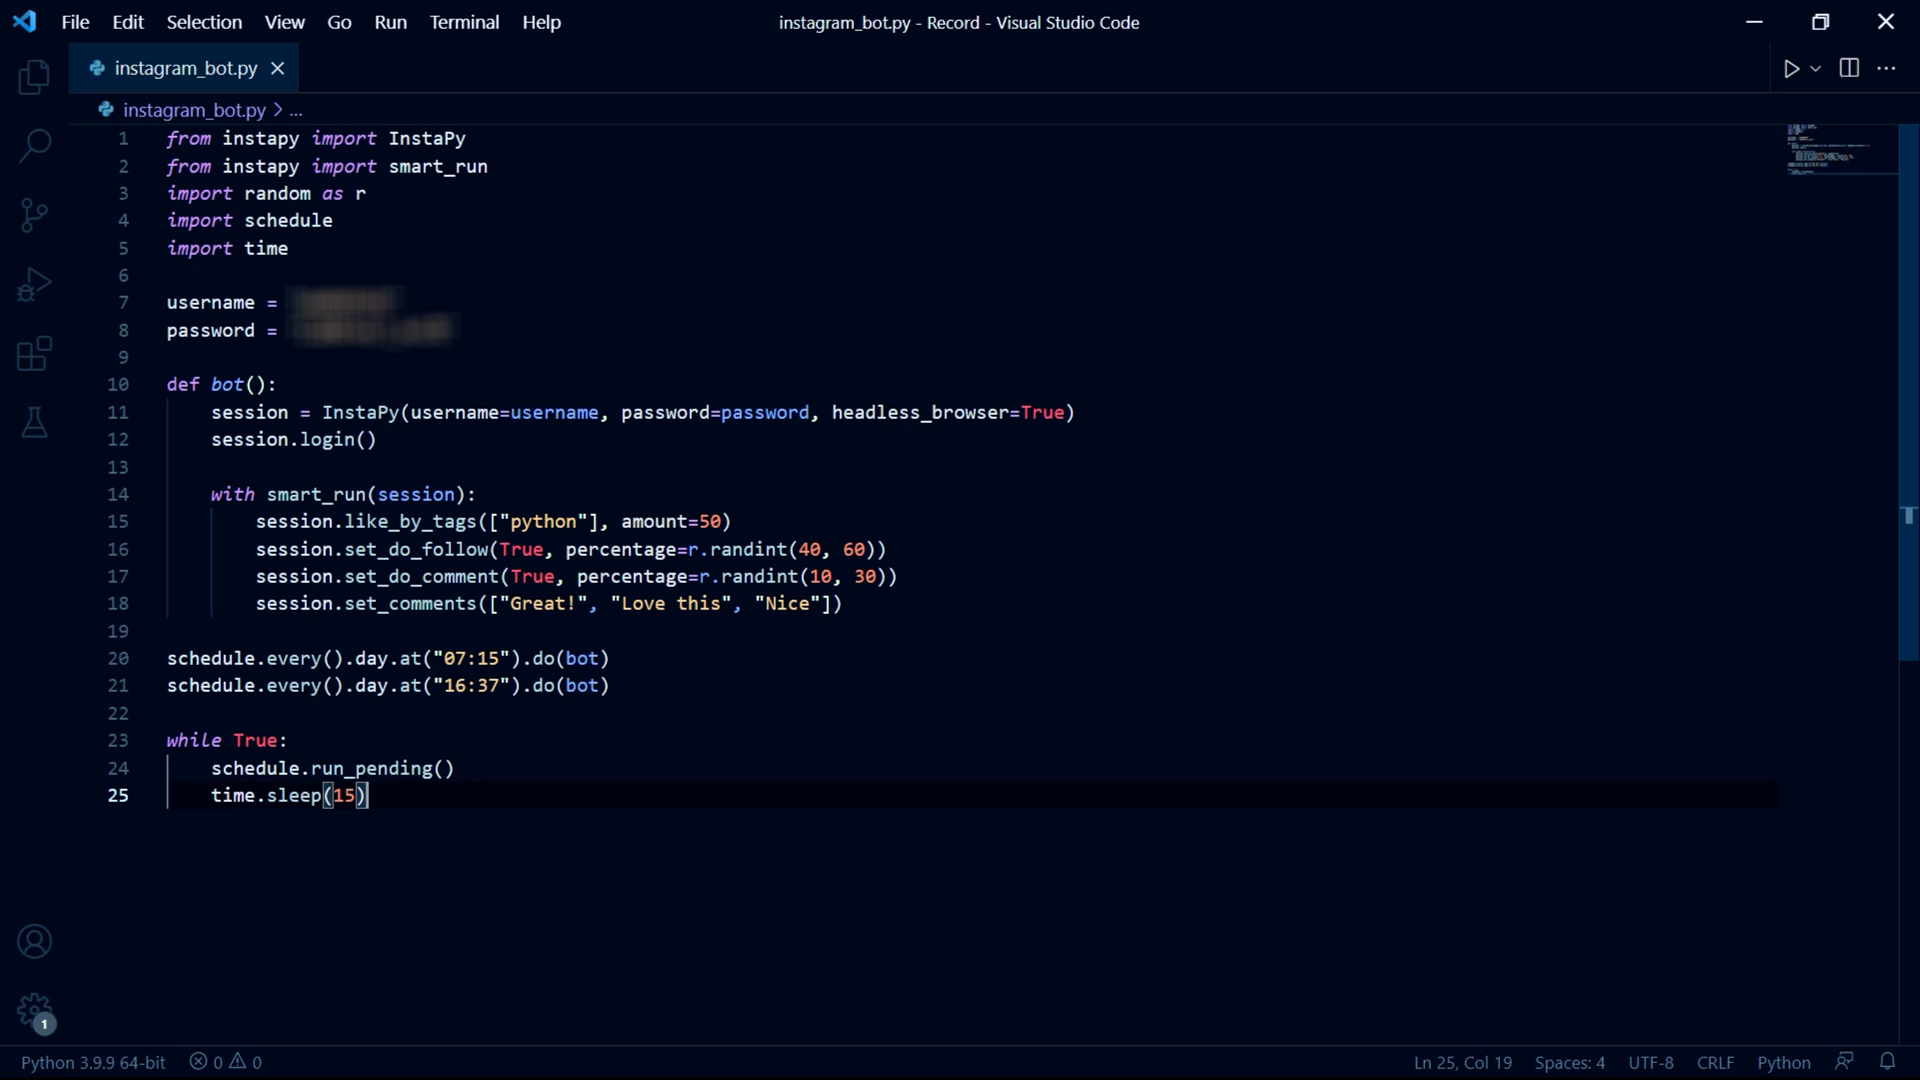 File Edit Selection View Go Run Terminal Help instagram_bot.py - Record - Visual Studio Code
instagram_bot.py
instagram_bot.py > ...
1 from instapy import InstaPy
2 from instapy import smart_run
3 import random as r
4 import schedule
5 import time
6
7 username =
8 password =
9
10 def bot():
11 session = InstaPy(username=username, password=password, headless_browser=True)
12 session.login()
13
14 with smart_run(session):
15 session.like_by_tags(["python"], amount=50)
16 session.set_do_follow(True, percentage=r.randint(40, 60))
17 session.set_do_comment(True, percentage=r.randint(10, 30))
18 session.set_comments(["Great!", "Love this", "Nice"])
19
20 schedule.every().day.at("07:15").do(bot)
21 schedule.every().day.at("16:37").do(bot)
22
23 while True:
24 schedule.run_pending()
25 time.sleep(15)
1
Python 3.9.9 64-bit 0 0 Ln 25, Col 19 Spaces: 4 UTF-8 CRLF Python